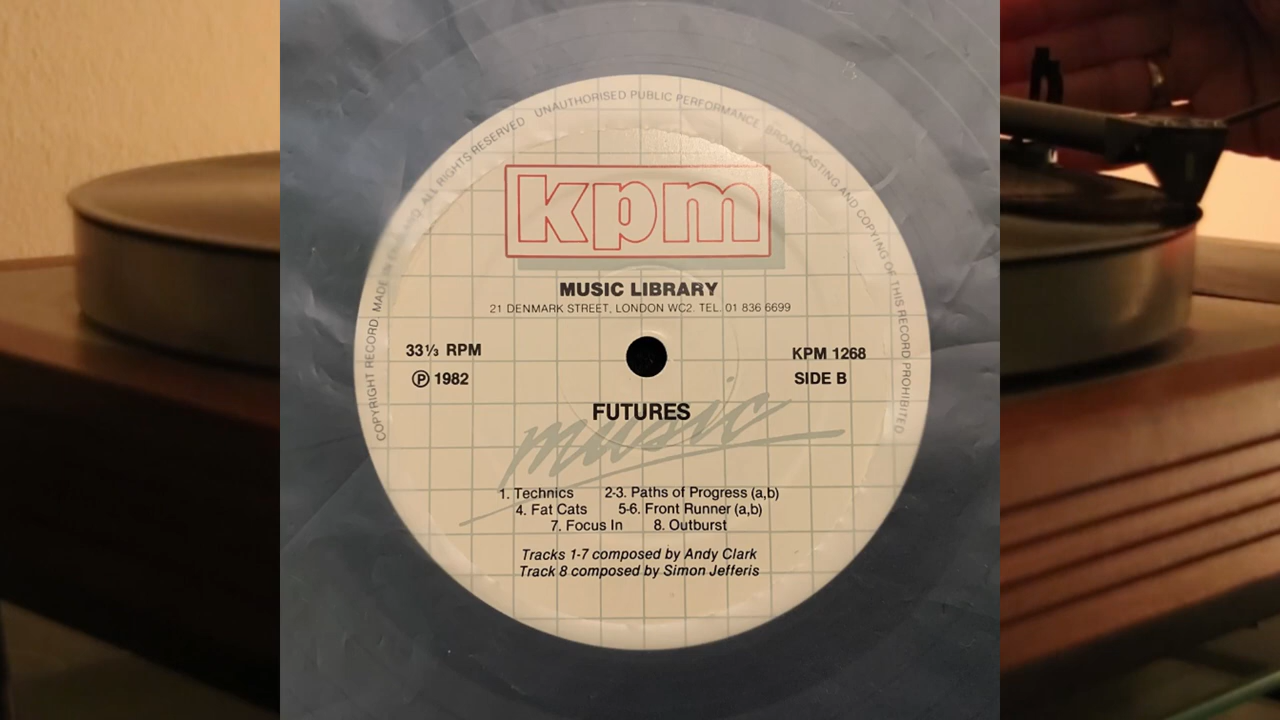 COPYRIGHT RECORD MADE IN ENGLAND. ALL RIGHTS RESERVED UNAUTHORISED PUBLIC PERFORMANCE, BROADCASTING AND COPYING OF THIS RECORD PROHIBITED
kpm
MUSIC LIBRARY
21 DENMARK STREET, LONDON WC2. TEL. 01 836 6699
33⅓ RPM KPM 1268
Ⓟ 1982 SIDE B
FUTURES
music
1. Technics 2-3. Paths of Progress (a,b)
4. Fat Cats 5-6. Front Runner (a,b)
7. Focus In 8. Outburst
Tracks 1-7 composed by Andy Clark
Track 8 composed by Simon Jefferis